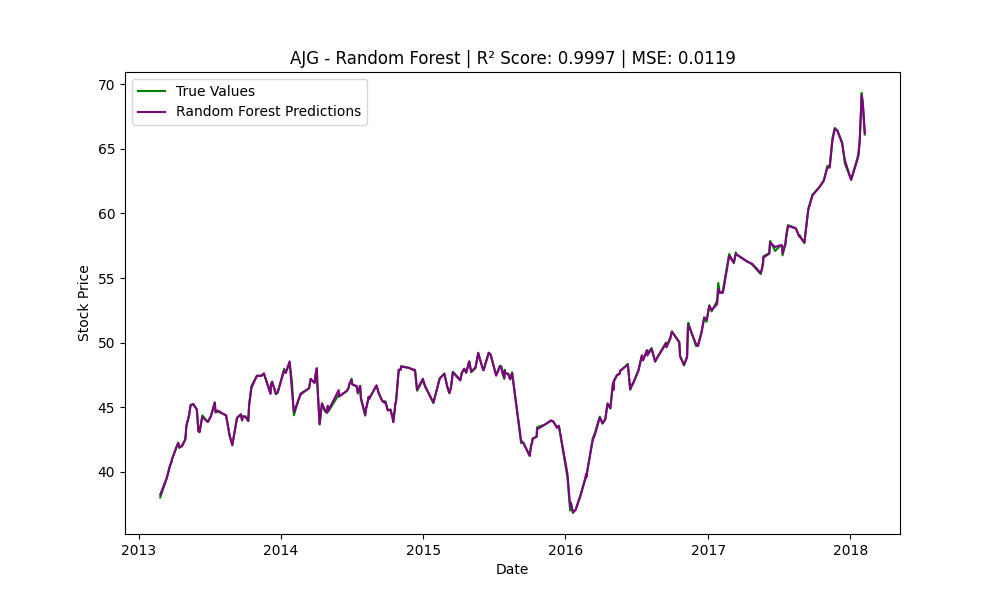 AJG - Random Forest | R² Score: 0.9997 | MSE: 0.0119
True Values
Random Forest Predictions
70
65
60
55
50
45
40
Stock Price
2013 2014 2015 2016 2017 2018
Date